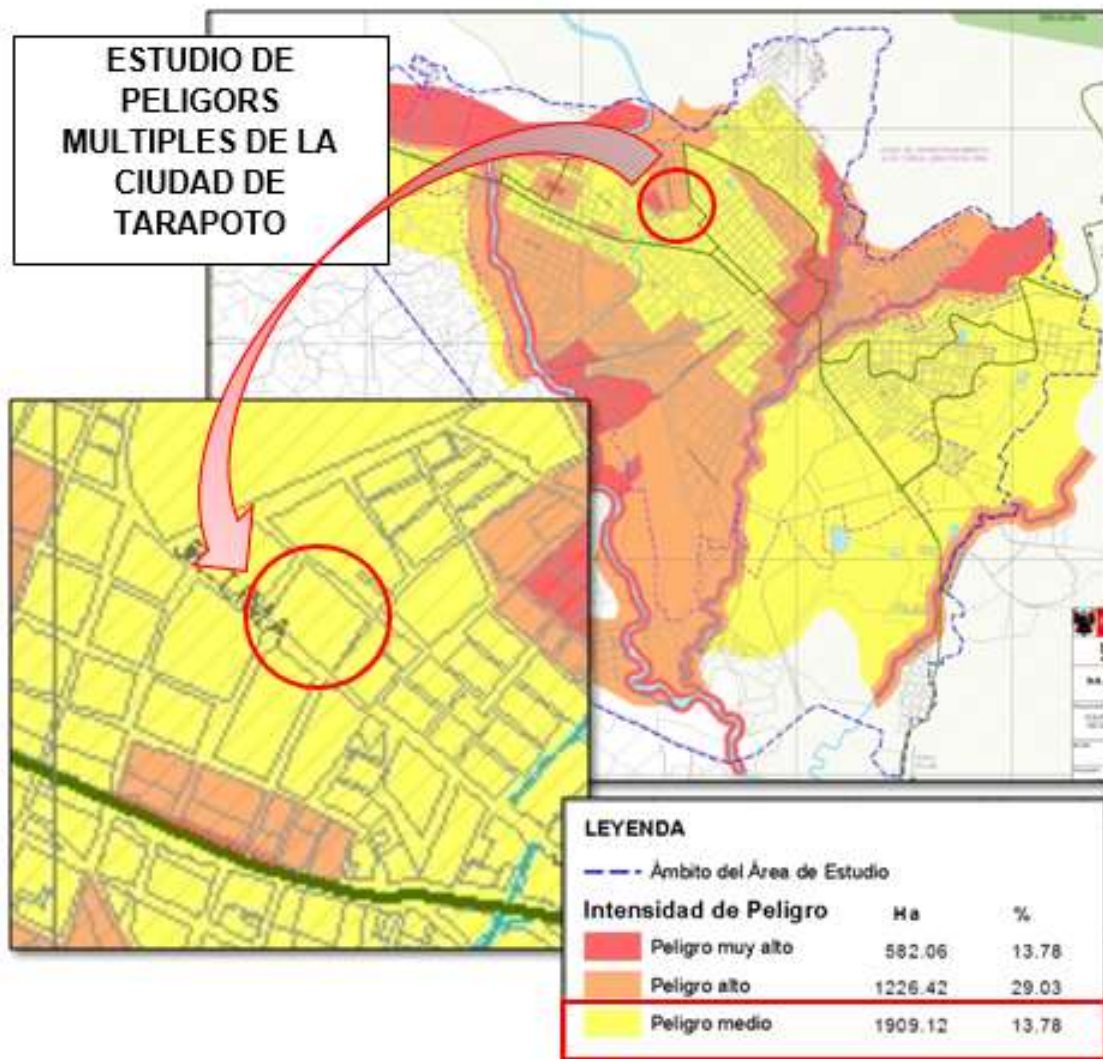 ESTUDIO DE
PELIGORS
MULTIPLES DE LA
CIUDAD DE
TARAPOTO
LEYENDA
Ámbito del Área de Estudio
Intensidad de Peligro Ha %
Peligro muy alto 582.06 13.78
Peligro alto 1226.42 29.03
Peligro medio 1909.12 13.78